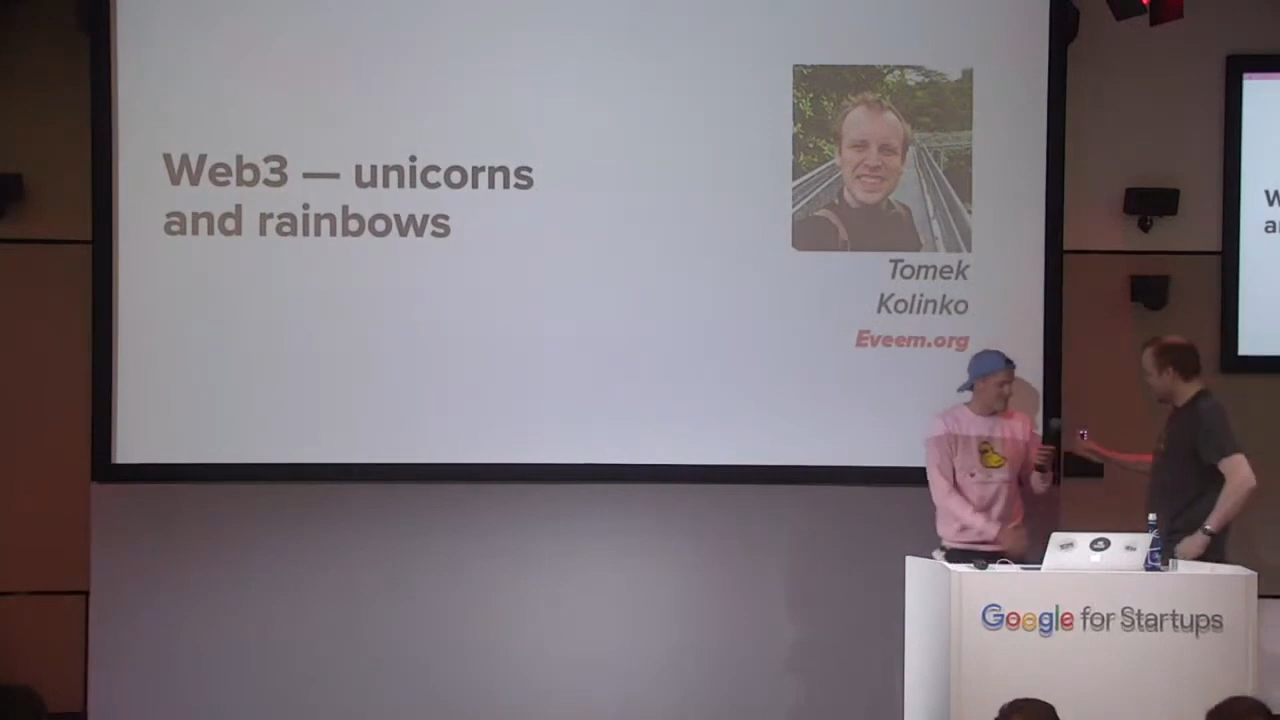 Web3 — unicorns
and rainbows
Tomek
Kolinko
Eveem.org
Google for Startups